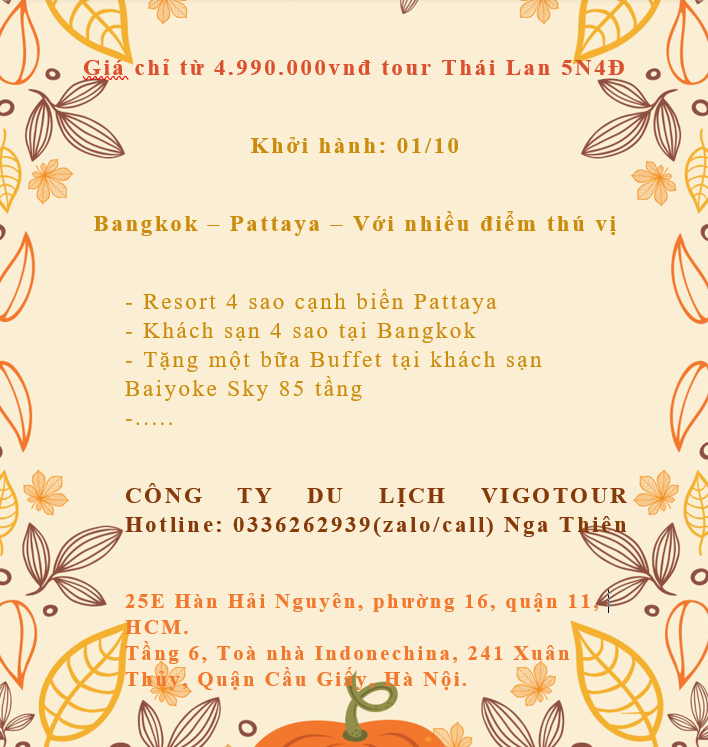 Giá chỉ từ 4.990.000vnđ tour Thái Lan 5N4Đ
Khởi hành: 01/10
Bangkok – Pattaya – Với nhiều điểm thú vị
- Resort 4 sao cạnh biển Pattaya
- Khách sạn 4 sao tại Bangkok
- Tặng một bữa Buffet tại khách sạn
Baiyoke Sky 85 tầng
-.....
CÔNG TY DU LỊCH VIGOTOUR
Hotline: 0336262939(zalo/call) Nga Thiên
25E Hàn Hải Nguyên, phường 16, quận 11,
HCM.
Tầng 6, Toà nhà Indonechina, 241 Xuân
Thủy, Quận Cầu Giấy, Hà Nội.